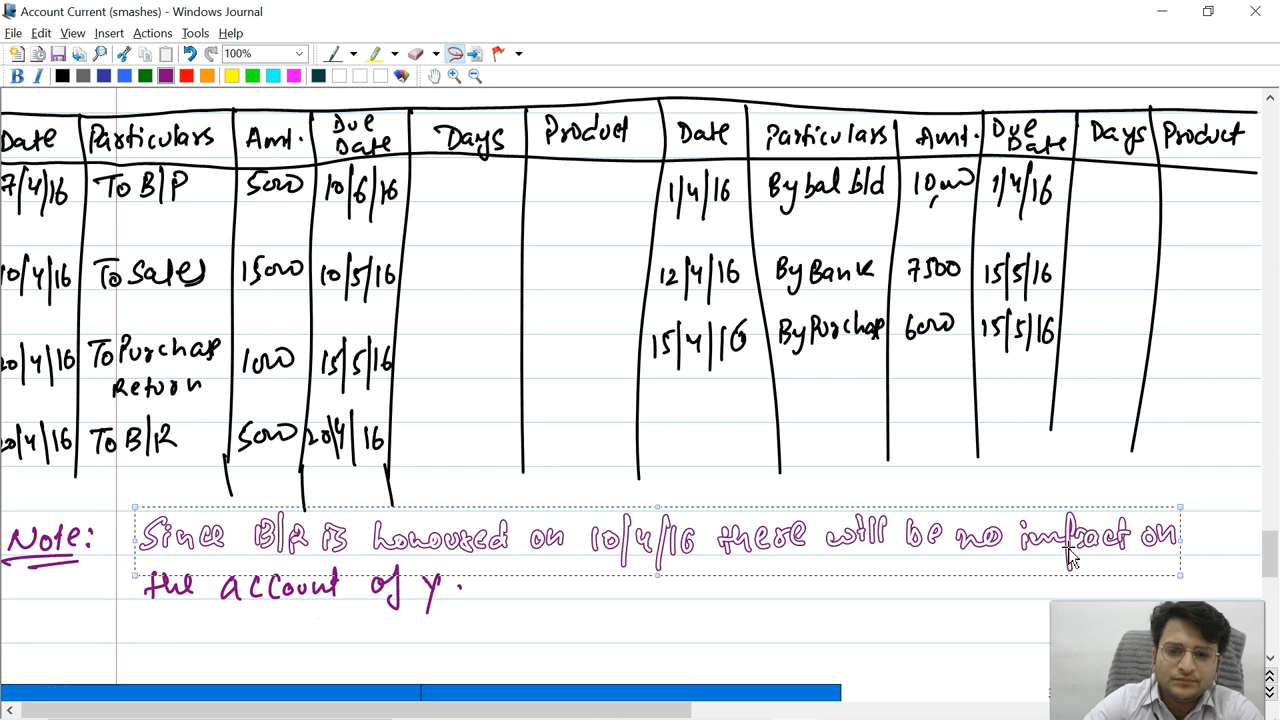 Account Current (smashes) - Windows Journal
File Edit View Insert Actions Tools Help
100%
B I
Date Particulars Amt. Due Date Days Product Date Particulars Amt. Due Date Days Product
7/4/16 To B/P 5000 10/6/16 1/4/16 By bal b/d 10,000 1/4/16
10/4/16 To Sales 15000 10/5/16 12/4/16 By Bank 7500 15/5/16
15/4/16 By Purchase 6000 15/5/16
20/4/16 To Purchase 1000 15/5/16
Return
20/4/16 To B/R 5000 20/4/16
Note: Since B/R is honoured on 10/4/16 there will be no impact on
the account of Y.